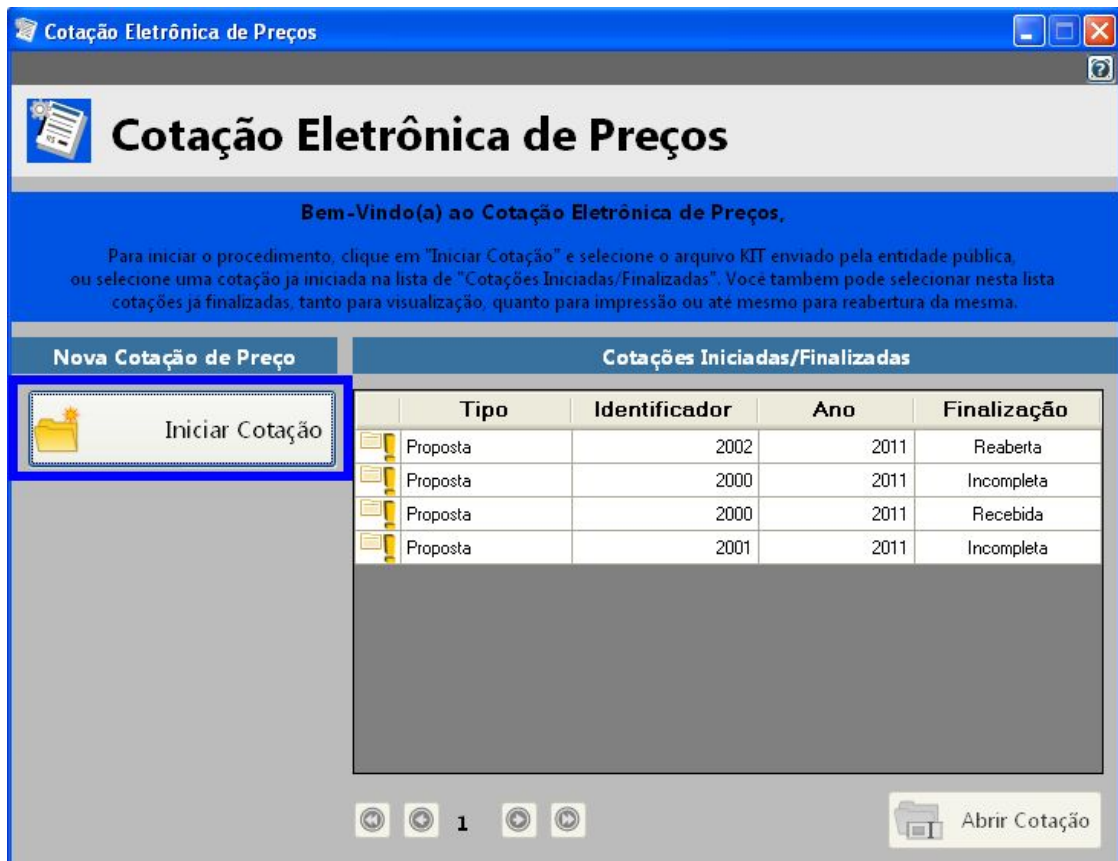 Cotação Eletrônica de Preços
Cotação Eletrônica de Preços
Bem-Vindo(a) ao Cotação Eletrônica de Preços,
Para iniciar o procedimento, clique em "Iniciar Cotação" e selecione o arquivo KIT enviado pela entidade pública,
ou selecione uma cotação ja iniciada na lista de "Cotações Iniciadas/Finalizadas". Você tambem pode selecionar nesta lista
cotações já finalizadas, tanto para visualização, quanto para impressão ou até mesmo para reabertura da mesma.
Nova Cotação de Preço
Cotações Iniciadas/Finalizadas
Iniciar Cotação
Tipo Identificador Ano Finalização
Proposta 2002 2011 Reaberta
Proposta 2000 2011 Incompleta
Proposta 2000 2011 Recebida
Proposta 2001 2011 Incompleta
1
Abrir Cotação